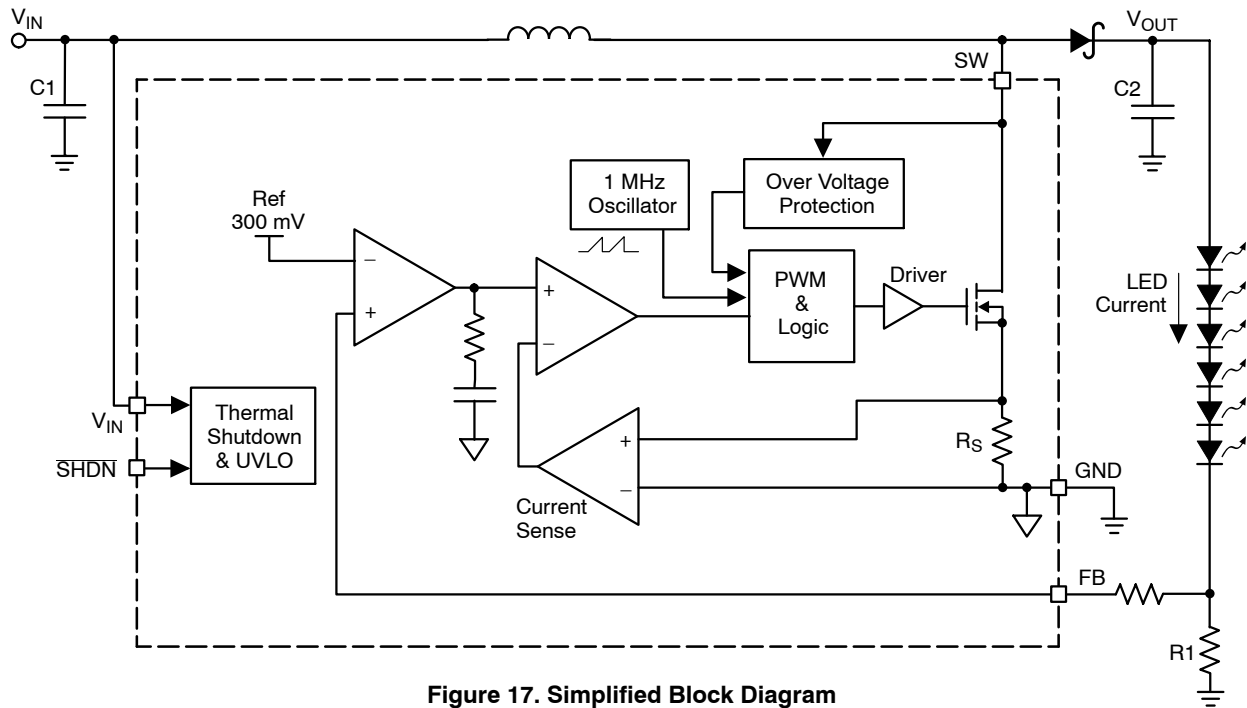 VIN
VOUT
SW
C1
C2
1 MHz
Oscillator
Over Voltage
Protection
Ref
300 mV
−
+
+
−
PWM
&
Logic
Driver
LED
Current
VIN
SHDN
Thermal
Shutdown
& UVLO
+
−
Current
Sense
RS
GND
FB
R1
Figure 17. Simplified Block Diagram